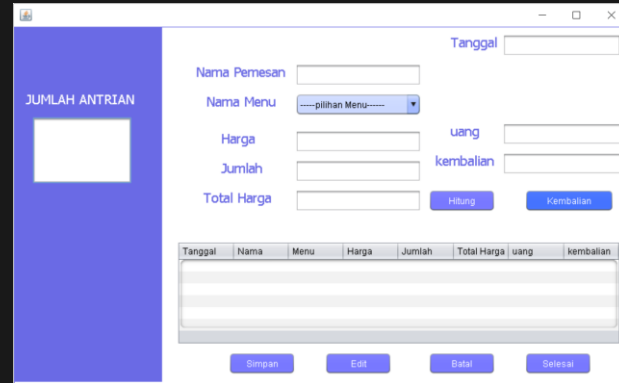 Tanggal
Nama Pemesan
JUMLAH ANTRIAN
Nama Menu
-----pilihan Menu------
Harga
uang
Jumlah
kembalian
Total Harga
Hitung
Kembalian
Tanggal Nama Menu Harga Jumlah Total Harga uang kembalian
Simpan
Edit
Batal
Selesai